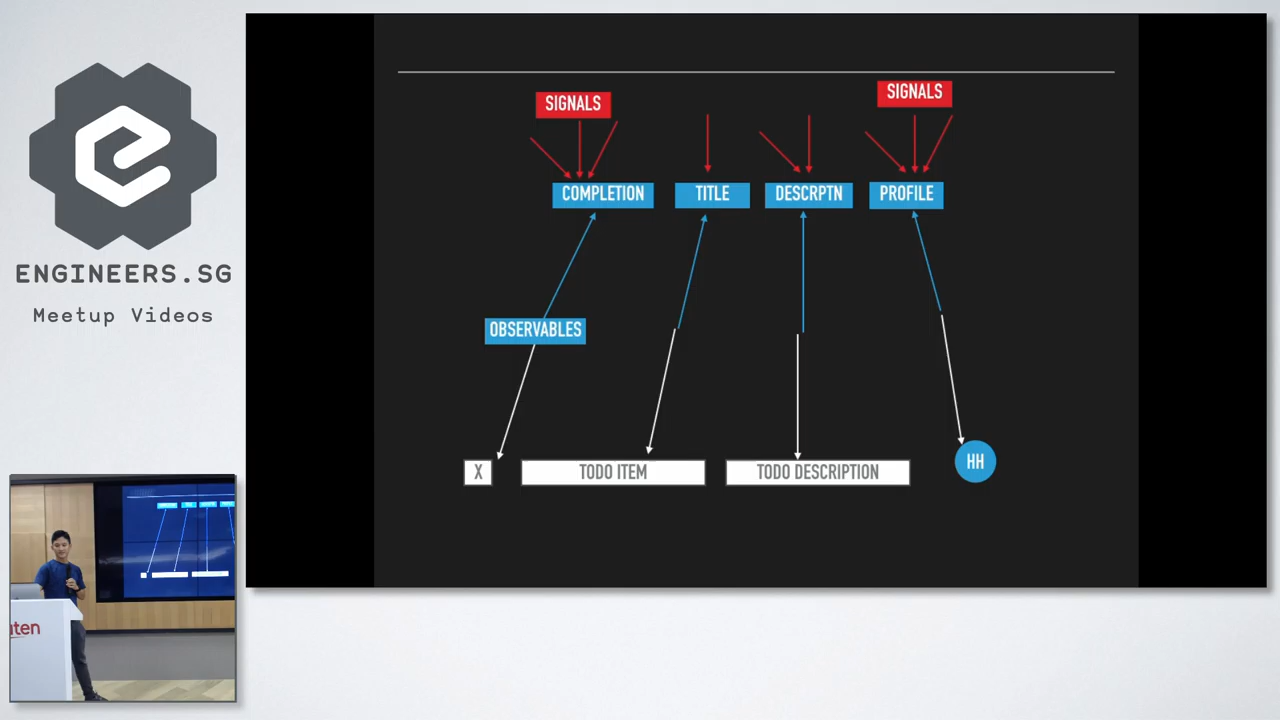 ENGINEERS.SG
Meetup Videos
SIGNALS
SIGNALS
COMPLETION
TITLE
DESCRPTN
PROFILE
OBSERVABLES
X
TODO ITEM
TODO DESCRIPTION
HH